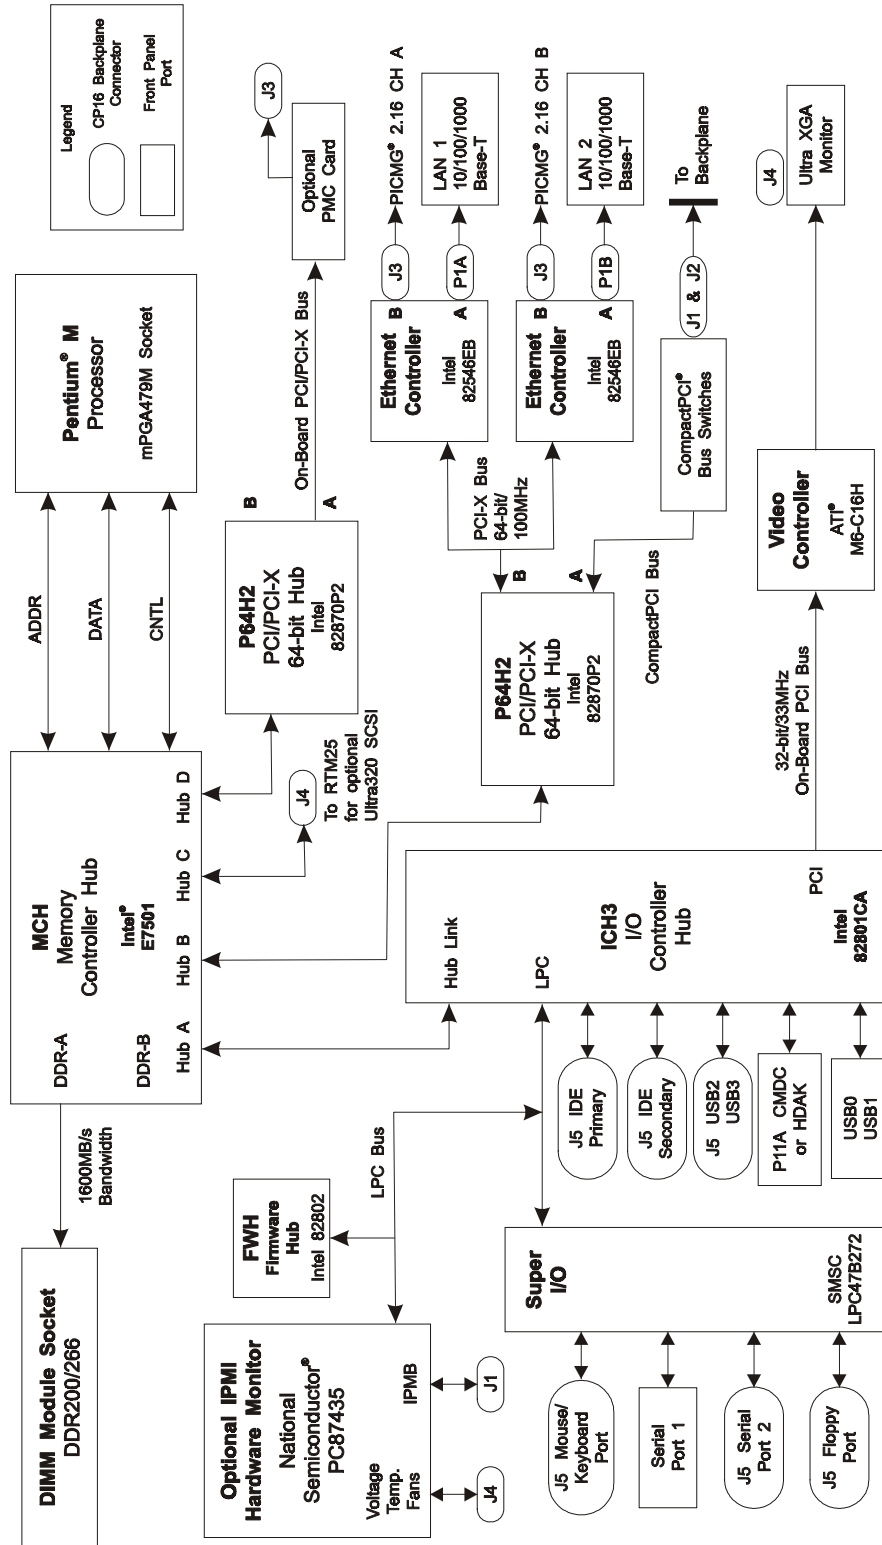 DIMM Module Socket
DDR200/266
1600MB/s
Bandwidth
MCH
Memory
Controller Hub
Intel®
E7501
DDR-A
DDR-B
Hub A
Hub B
Hub C
Hub D
ADDR
DATA
CNTL
Pentium® M
Processor
mPGA479M Socket
Legend
CP16 Backplane
Connector
Front Panel
Port
Optional IPMI
Hardware Monitor
National
Semiconductor®
PC87435
Voltage
Temp.
Fans
IPMB
J4
J1
FWH
Firmware
Hub
Intel 82802
LPC Bus
J4
To RTM25
for optional
Ultra320 SCSI
P64H2
PCI/PCI-X
64-bit Hub
Intel
82870P2
B
A
On-Board PCI/PCI-X Bus
Optional
PMC Card
J3
P64H2
PCI/PCI-X
64-bit Hub
Intel
82870P2
B
A
PCI-X Bus
64-bit/
100MHz
Ethernet
Controller
Intel
82546EB
B
A
J3
PICMG® 2.16 CH A
P1A
LAN 1
10/100/1000
Base-T
Ethernet
Controller
Intel
82546EB
B
A
J3
PICMG® 2.16 CH B
P1B
LAN 2
10/100/1000
Base-T
CompactPCI Bus
CompactPCI®
Bus Switches
J1 & J2
To
Backplane
Hub Link
LPC
ICH3
I/O
Controller
Hub
PCI
Intel
82801CA
32-bit/33MHz
On-Board PCI Bus
Video
Controller
ATI®
M6-C16H
J4
Ultra XGA
Monitor
J5 IDE
Primary
J5 IDE
Secondary
J5 USB2
USB3
P11A CMDC
or HDAK
USB0
USB1
Super
I/O
SMSC
LPC47B272
J5 Mouse/
Keyboard
Port
Serial
Port 1
J5 Serial
Port 2
J5 Floppy
Port